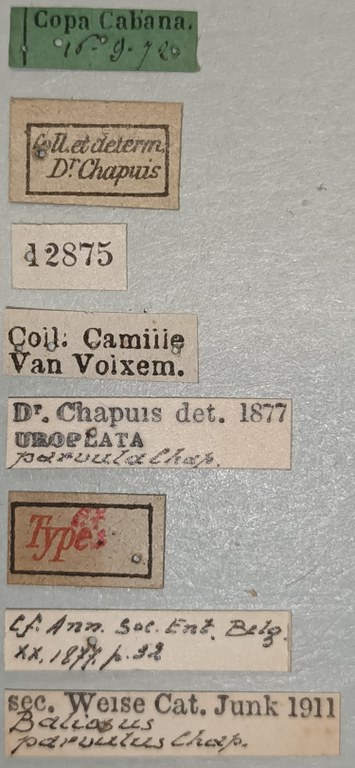 Copa Cabana.
16. 9. 72
Coll. et determ.
Dr. Chapuis
12875
Coll. Camille
Van Volxem.
Dr. Chapuis det. 1877
UROPLATA
parvula Chap.
Type
Cf. Ann. Soc. Ent. Belg.
XX, 1877, p. 32
sec. Weise Cat. Junk 1911
Baliosus
parvulus Chap.